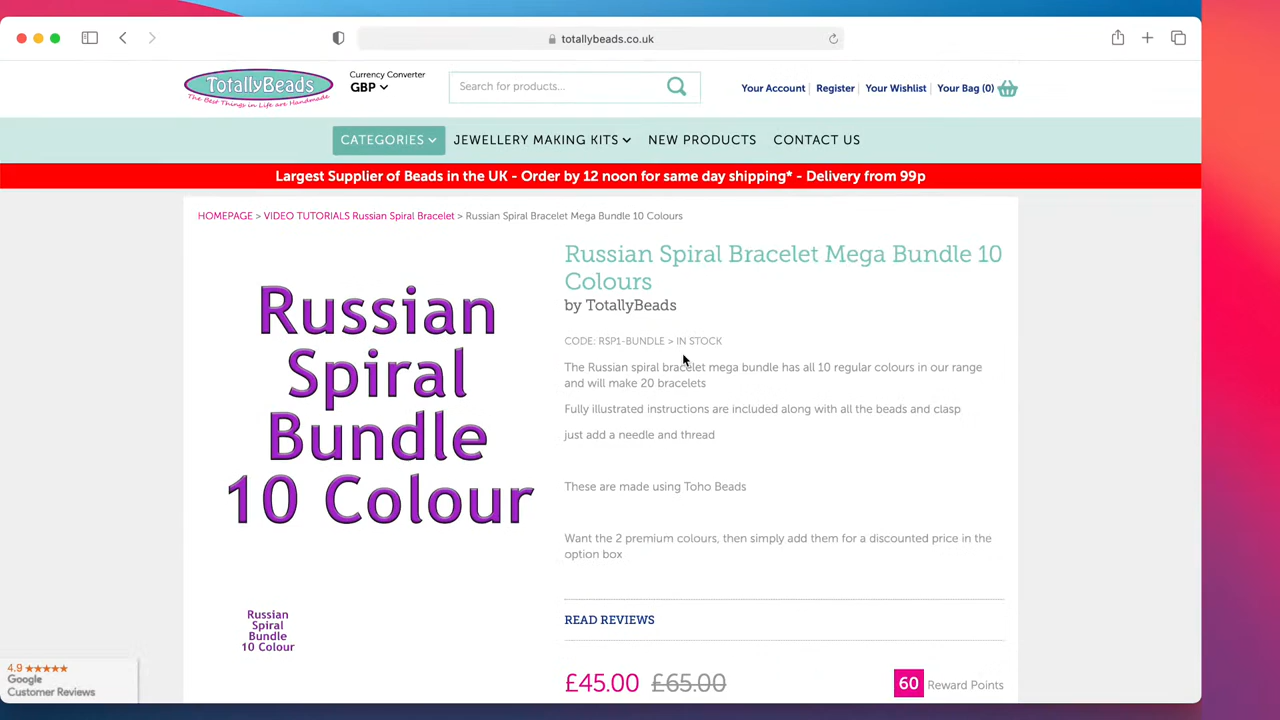 totallybeads.co.uk
TotallyBeads
The Best Things in Life are Handmade
Currency Converter
GBP
Search for products...
Your Account
Register
Your Wishlist
Your Bag (0)
CATEGORIES
JEWELLERY MAKING KITS
NEW PRODUCTS
CONTACT US
Largest Supplier of Beads in the UK - Order by 12 noon for same day shipping* - Delivery from 99p
HOMEPAGE > VIDEO TUTORIALS Russian Spiral Bracelet > Russian Spiral Bracelet Mega Bundle 10 Colours
Russian
Spiral
Bundle
10 Colour
Russian
Spiral
Bundle
10 Colour
Russian Spiral Bracelet Mega Bundle 10
Colours
by TotallyBeads
CODE: RSP1-BUNDLE > IN STOCK
The Russian spiral bracelet mega bundle has all 10 regular colours in our range
and will make 20 bracelets
Fully illustrated instructions are included along with all the beads and clasp
just add a needle and thread
These are made using Toho Beads
Want the 2 premium colours, then simply add them for a discounted price in the
option box
READ REVIEWS
£45.00 £65.00
60 Reward Points
4.9 ★★★★★
Google
Customer Reviews